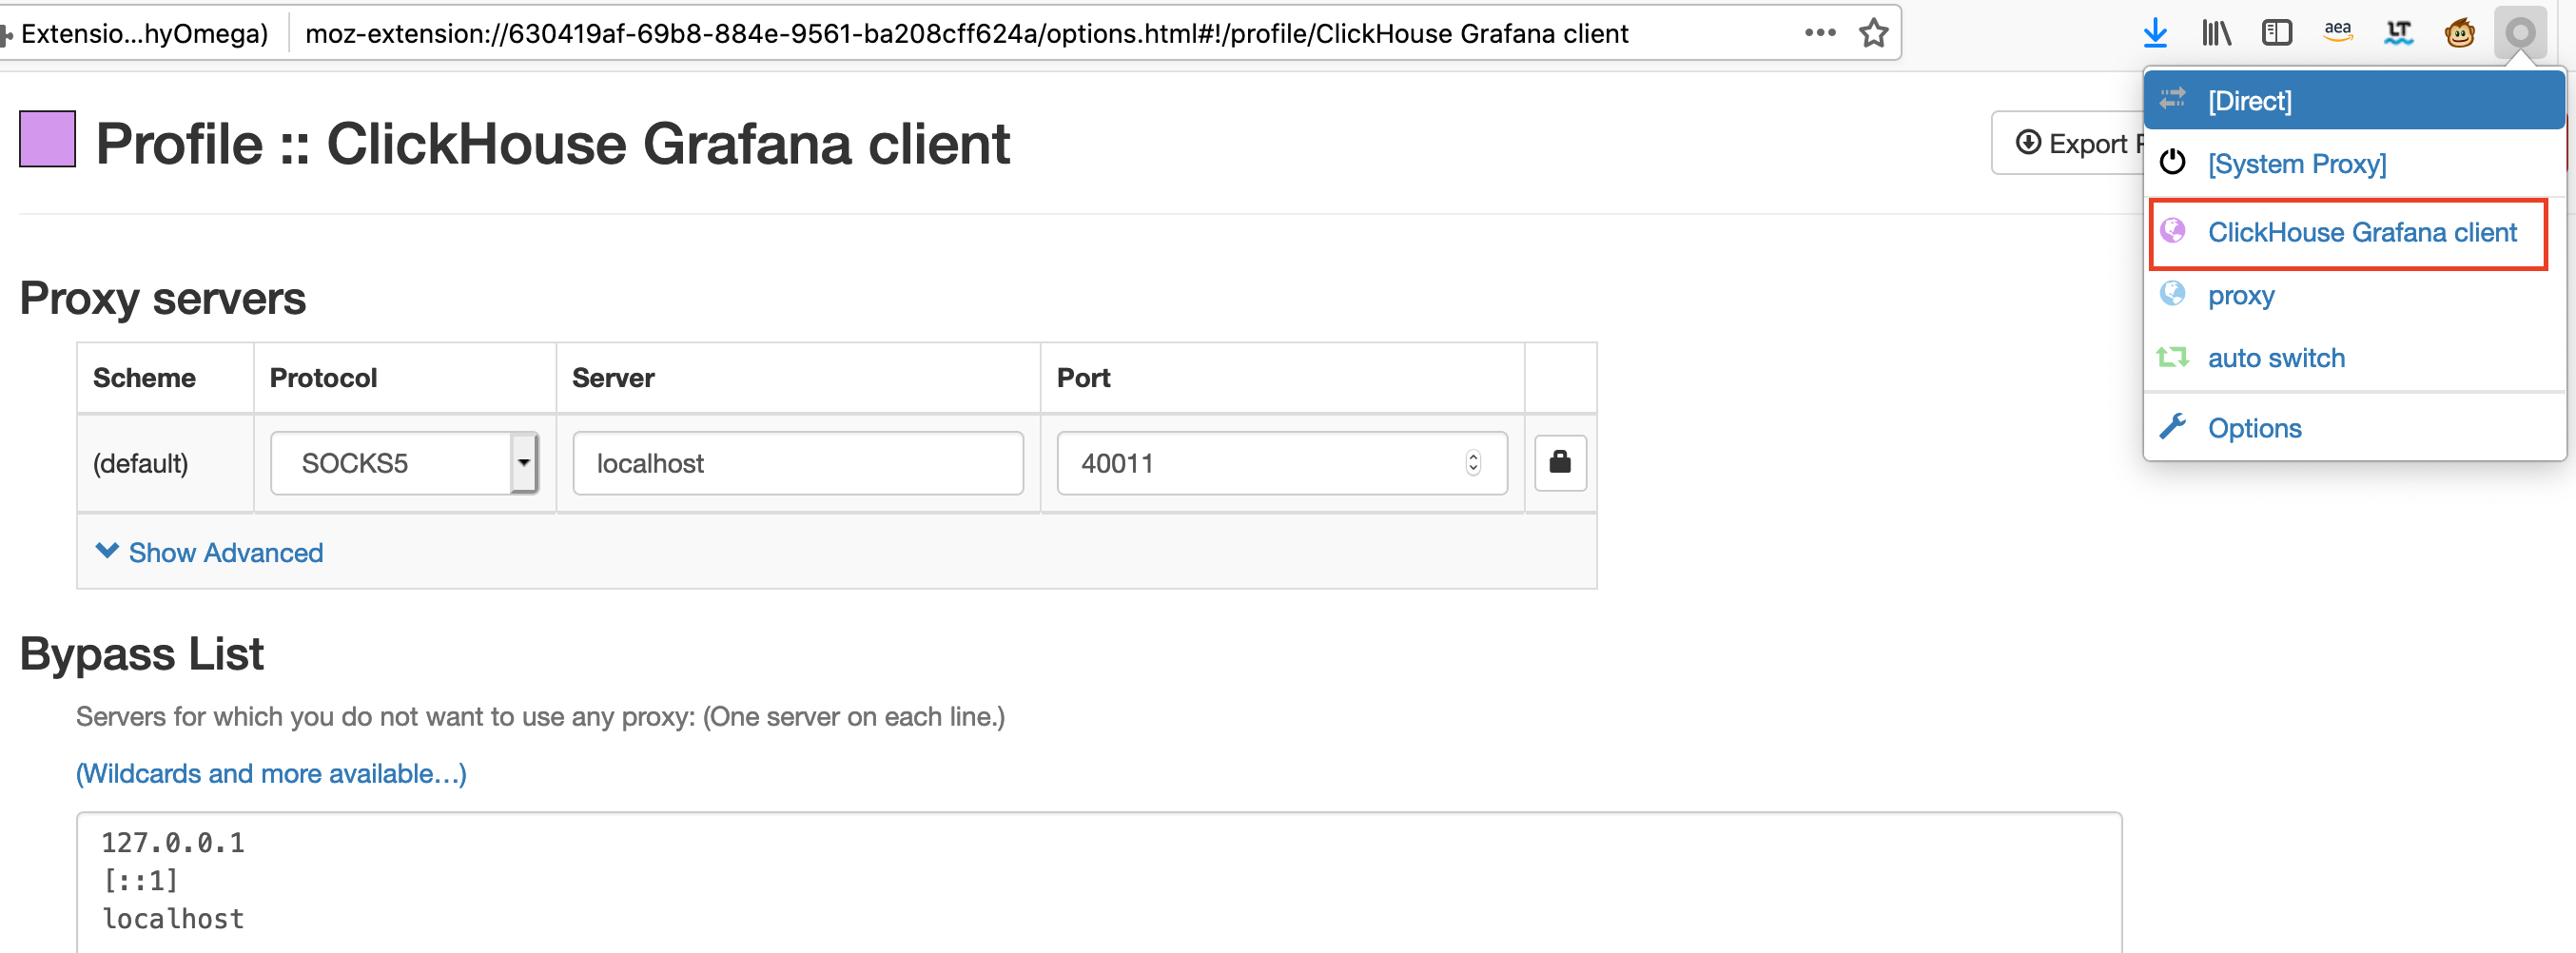 Extensio...hyOmega)
moz-extension://630419af-69b8-884e-9561-ba208cff624a/options.html#!/profile/ClickHouse Grafana client
aea
LT
[Direct]
Profile :: ClickHouse Grafana client
Export
[System Proxy]
ClickHouse Grafana client
proxy
auto switch
Options
Proxy servers
Scheme Protocol Server Port
(default) SOCKS5 localhost 40011
Show Advanced
Bypass List
Servers for which you do not want to use any proxy: (One server on each line.)
(Wildcards and more available...)
127.0.0.1
[::1]
localhost